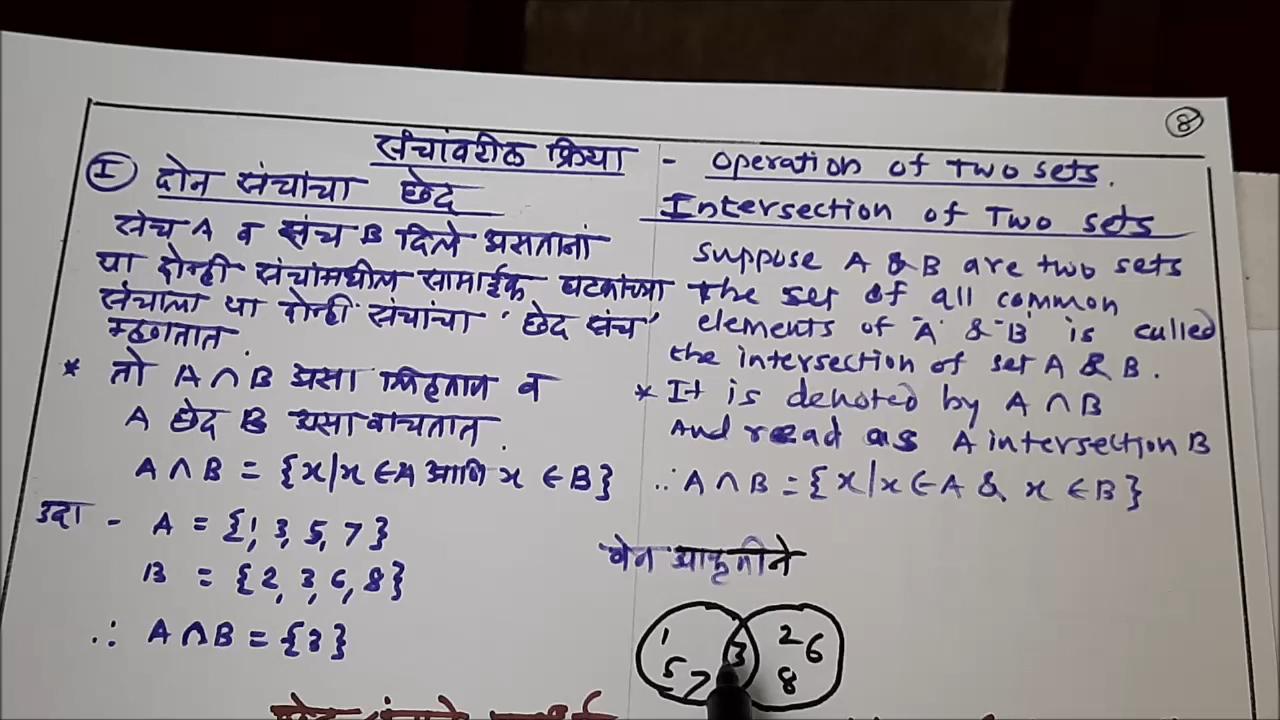 8
संचांवरील क्रिया - Operation of Two sets.
I दोन संचांचा छेद
संच A व संच B दिले असतानां
या दोन्ही संचांमधील सामाईक घटकांच्या
संचाला या दोन्हीं संचांचा 'छेद संच'
म्हणतात.
* तो A ∩ B असा लिहतात व
A छेद B असा वाचतात.
A ∩ B = {x/x ∈ A आणि x ∈ B}
उदा - A = {1, 3, 5, 7}
B = {2, 3, 6, 8}
∴ A ∩ B = {3}
Intersection of Two sets
Suppose A & B are two sets
the set of all common
elements of "A" & "B" is called
the intersection of set A & B.
* It is denoted by A ∩ B
And read as A intersection B
∴ A ∩ B = {x/x ∈ A & x ∈ B}
वेन आकृतीने
1 3 2 6
5 7 8